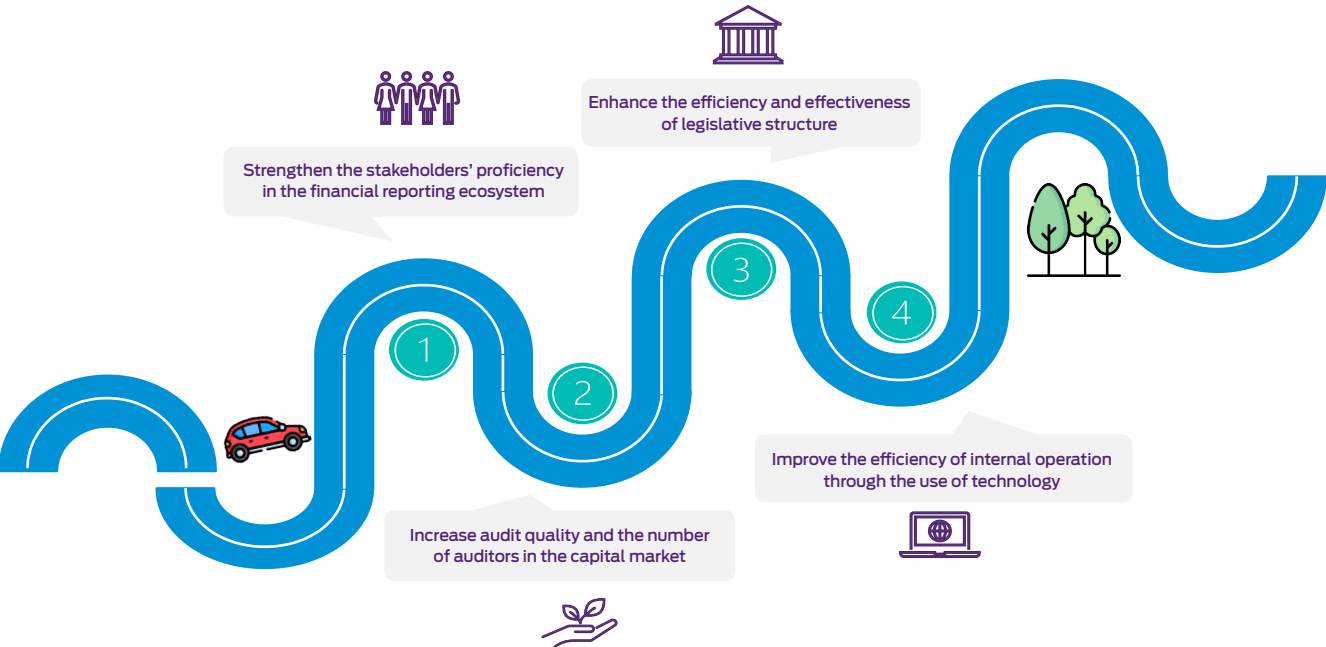 Strengthen the stakeholders’ proficiency
in the financial reporting ecosystem
1
Increase audit quality and the number
of auditors in the capital market
2
Enhance the efficiency and effectiveness
of legislative structure
3
Improve the efficiency of internal operation
through the use of technology
4